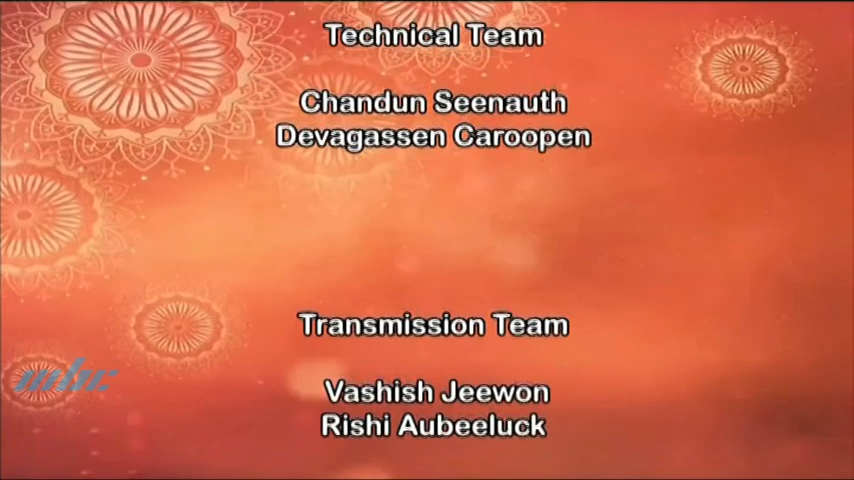 Technical Team
Chandun Seenauth
Devagassen Caroopen
Transmission Team
mbc
Vashish Jeewon
Rishi Aubeeluck